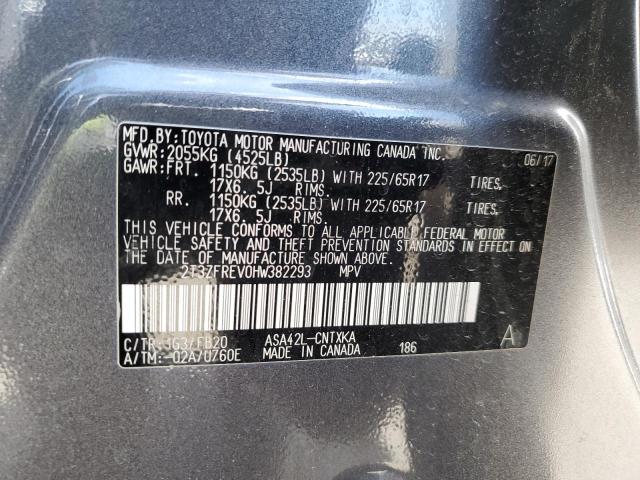 MFD. BY:TOYOTA MOTOR MANUFACTURING CANADA INC.
GVWR:2055KG (4525LB) 06/17
GAWR:FRT. 1150KG (2535LB) WITH 225/65R17 TIRES,
17X6. 5J RIMS.
RR. 1150KG (2535LB) WITH 225/65R17 TIRES,
17X6. 5J RIMS.
THIS VEHICLE CONFORMS TO ALL APPLICABLE FEDERAL MOTOR
VEHICLE SAFETY AND THEFT PREVENTION STANDARDS IN EFFECT ON
THE DATE OF MANUFACTURE SHOWN ABOVE.
2T3ZFREV0HW382293 MPV
C/TR: 1G3/FB20 ASA42L-CNTXKA A
A/TM:-02A/U760E MADE IN CANADA 186